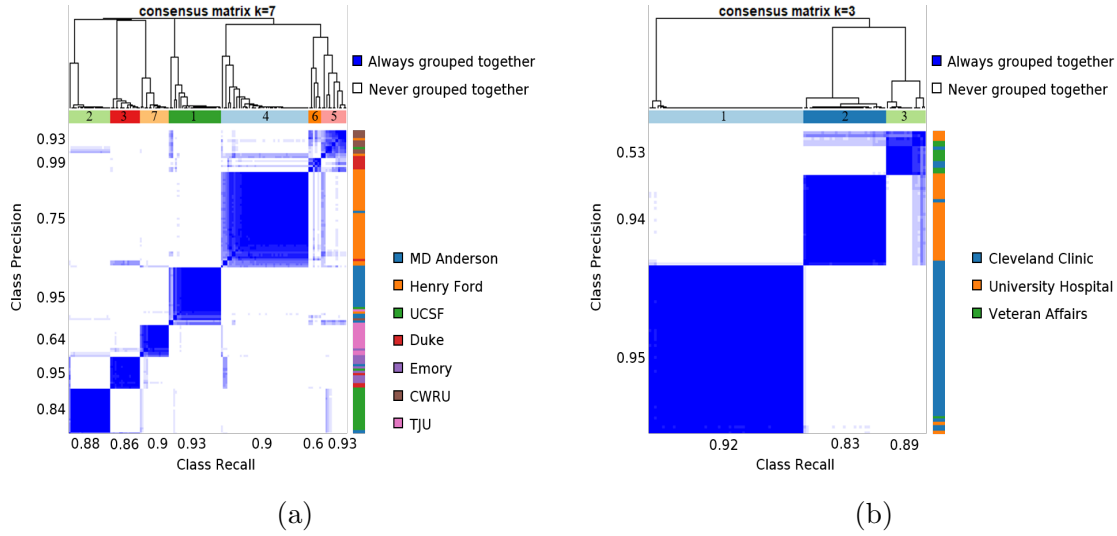 consensus matrix k=7
Always grouped together
Never grouped together
2 3 7 1 4 6 5
Class Precision
0.93
0.99
0.75
0.95
0.64
0.95
0.84
MD Anderson
Henry Ford
UCSF
Duke
Emory
CWRU
TJU
0.88 0.86 0.9 0.93 0.9 0.6 0.93
Class Recall
(a)
consensus matrix k=3
Always grouped together
Never grouped together
1 2 3
Class Precision
0.53
0.94
0.95
Cleveland Clinic
University Hospital
Veteran Affairs
0.92 0.83 0.89
Class Recall
(b)